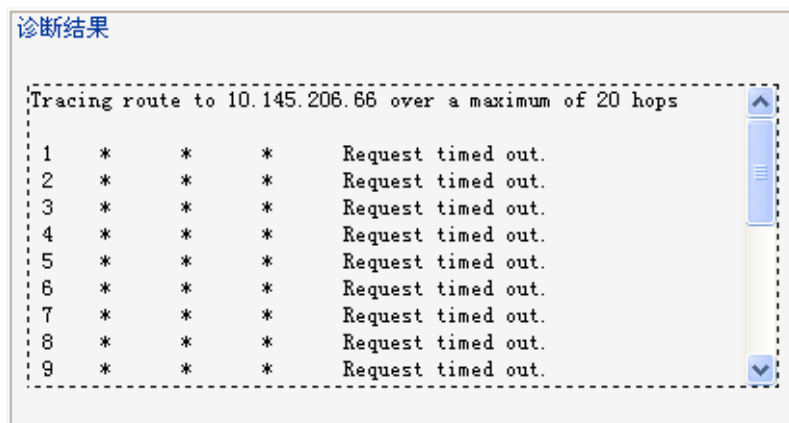 诊断结果
Tracing route to 10.145.206.66 over a maximum of 20 hops
1 * * * Request timed out.
2 * * * Request timed out.
3 * * * Request timed out.
4 * * * Request timed out.
5 * * * Request timed out.
6 * * * Request timed out.
7 * * * Request timed out.
8 * * * Request timed out.
9 * * * Request timed out.